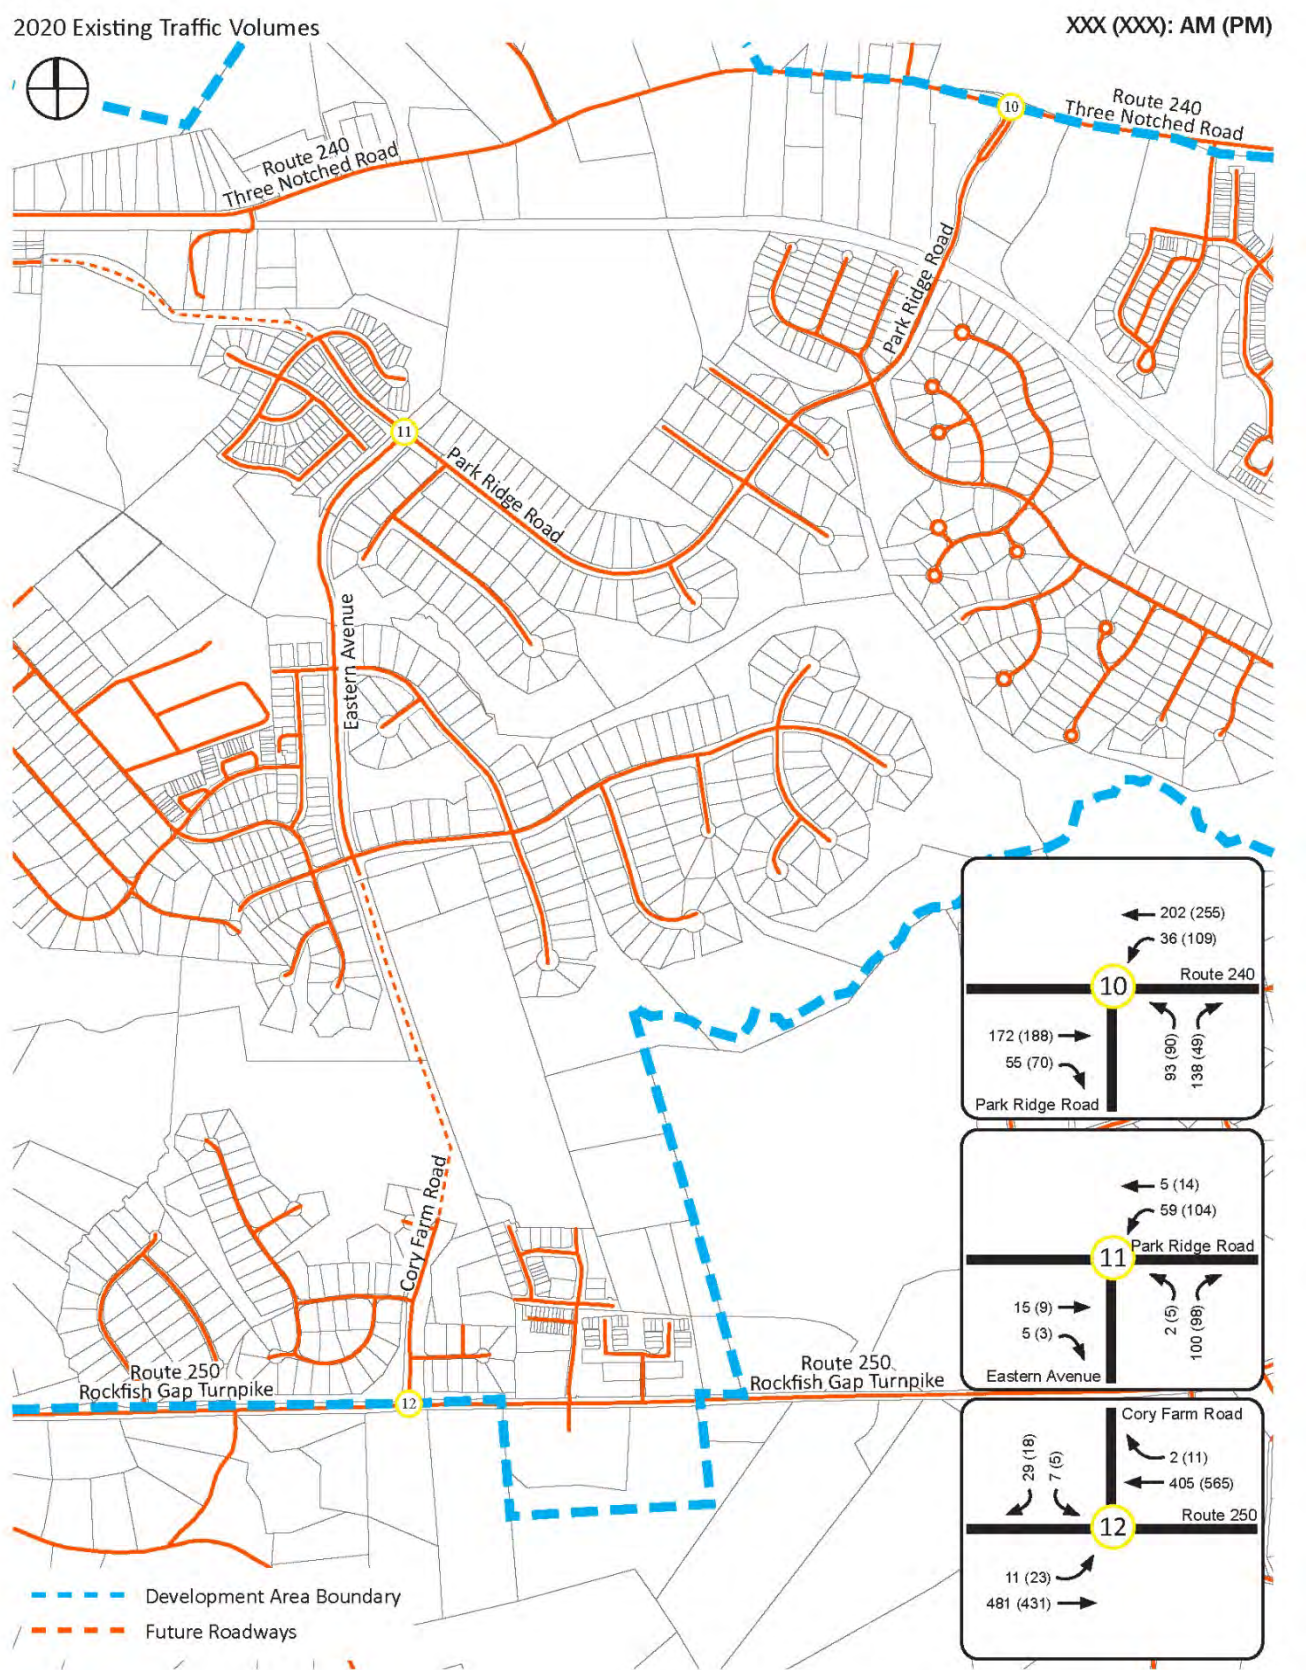 2020 Existing Traffic Volumes
XXX (XXX): AM (PM)
10
Route 240
Three Notched Road
Route 240
Three Notched Road
Park Ridge Road
11
Park Ridge Road
Eastern Avenue
202 (255)
36 (109)
Route 240
10
172 (188)
55 (70)
93 (90)
138 (49)
Park Ridge Road
5 (14)
59 (104)
Park Ridge Road
11
15 (9)
5 (3)
2 (5)
100 (98)
Eastern Avenue
Cory Farm Road
Route 250
Rockfish Gap Turnpike
12
Route 250
Rockfish Gap Turnpike
Cory Farm Road
29 (18)
7 (5)
2 (11)
405 (565)
Route 250
12
11 (23)
481 (431)
Development Area Boundary
Future Roadways